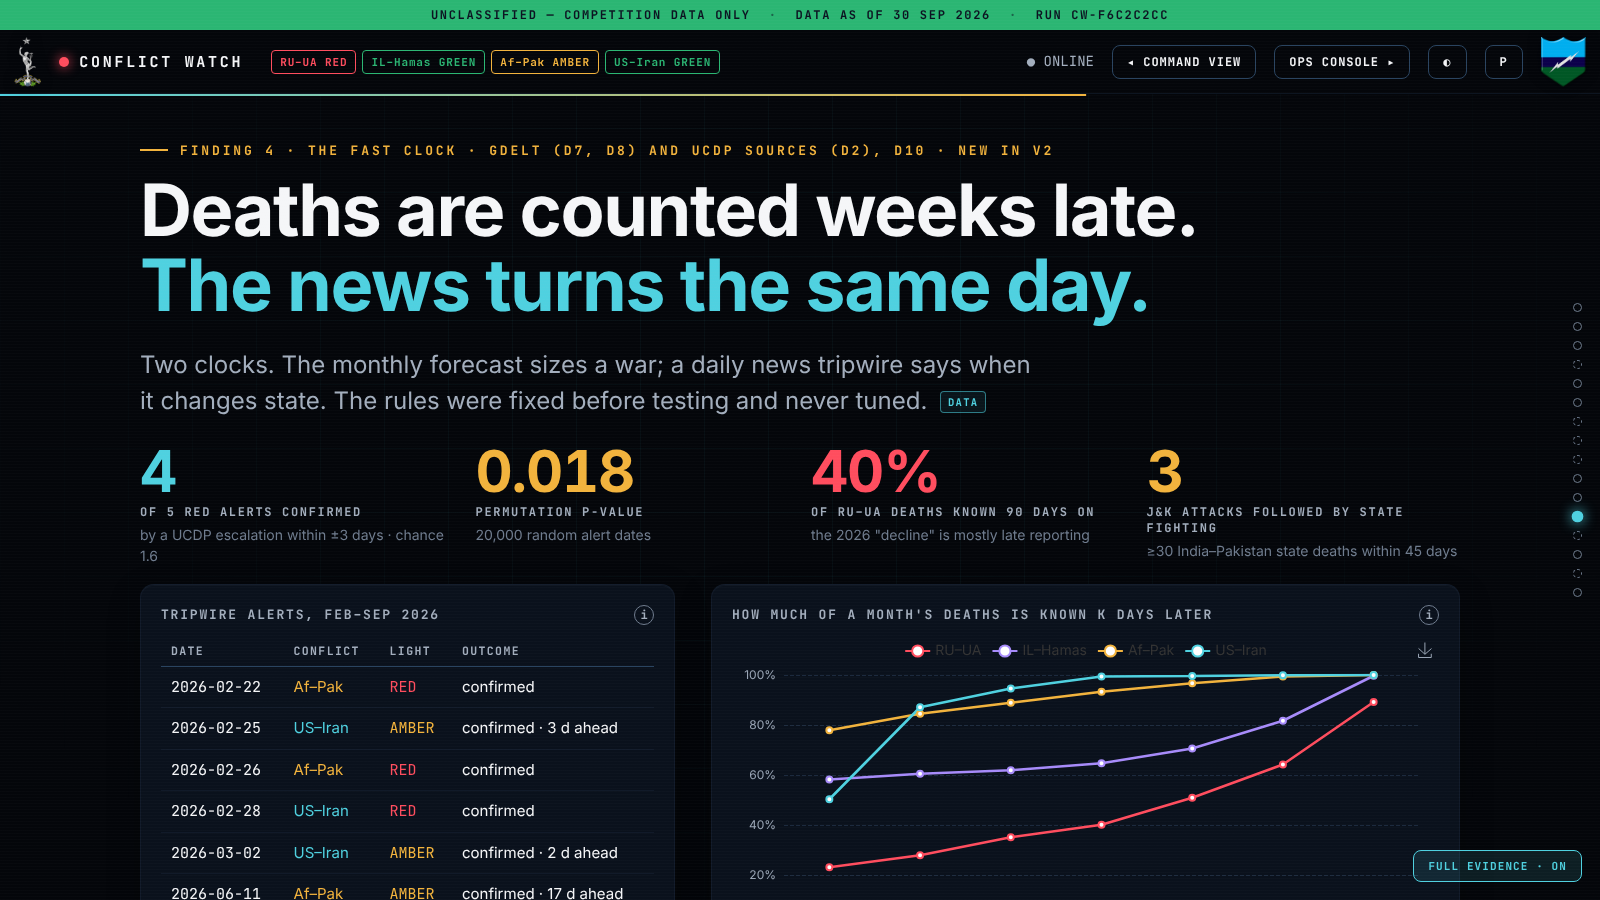 UNCLASSIFIED — COMPETITION DATA ONLY · DATA AS OF 30 SEP 2026 · RUN CW-F6C2C2CC
CONFLICT WATCH
RU–UA RED
IL–Hamas GREEN
Af–Pak AMBER
US–Iran GREEN
ONLINE
◂ COMMAND VIEW
OPS CONSOLE ▸
◐
P
FINDING 4 · THE FAST CLOCK · GDELT (D7, D8) AND UCDP SOURCES (D2), D10 · NEW IN V2
Deaths are counted weeks late.
The news turns the same day.
Two clocks. The monthly forecast sizes a war; a daily news tripwire says when
it changes state. The rules were fixed before testing and never tuned. DATA
4
OF 5 RED ALERTS CONFIRMED
by a UCDP escalation within ±3 days · chance
1.6
0.018
PERMUTATION P-VALUE
20,000 random alert dates
40%
OF RU–UA DEATHS KNOWN 90 DAYS ON
the 2026 "decline" is mostly late reporting
3
J&K ATTACKS FOLLOWED BY STATE
FIGHTING
≥30 India–Pakistan state deaths within 45 days
TRIPWIRE ALERTS, FEB–SEP 2026
i
DATE CONFLICT LIGHT OUTCOME
2026-02-22 Af–Pak RED confirmed
2026-02-25 US–Iran AMBER confirmed · 3 d ahead
2026-02-26 Af–Pak RED confirmed
2026-02-28 US–Iran RED confirmed
2026-03-02 US–Iran AMBER confirmed · 2 d ahead
2026-06-11 Af–Pak AMBER confirmed · 17 d ahead
HOW MUCH OF A MONTH'S DEATHS IS KNOWN K DAYS LATER
i
RU–UA IL–Hamas Af–Pak US–Iran
100%
80%
60%
40%
20%
FULL EVIDENCE · ON